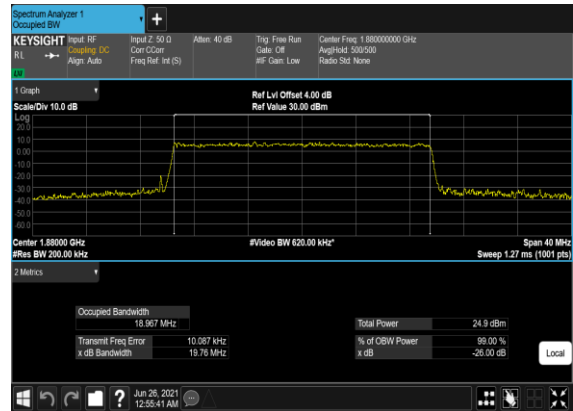 Spectrum Analyzer 1
Occupied BW
+
KEYSIGHT
RL
Input: RF
Coupling: DC
Align: Auto
Input Z: 50 Ω
Corr CCorr
Freq Ref: Int (S)
Atten: 40 dB
Trig: Free Run
Gate: Off
#IF Gain: Low
Center Freq: 1.880000000 GHz
Avg|Hold: 500/500
Radio Std: None
1 Graph
Scale/Div 10.0 dB
Ref Lvl Offset 4.00 dB
Ref Value 30.00 dBm
Log
20.0
10.0
0.00
-10.0
-20.0
-30.0
-40.0
-50.0
-60.0
Center 1.88000 GHz
#Res BW 200.00 kHz
#Video BW 620.00 kHz*
Span 40 MHz
Sweep 1.27 ms (1001 pts)
2 Metrics
Occupied Bandwidth
18.967 MHz
Transmit Freq Error 10.087 kHz
x dB Bandwidth 19.76 MHz
Total Power 24.9 dBm
% of OBW Power 99.00 %
x dB -26.00 dB
Local
?
Jun 26, 2021
12:55:41 AM